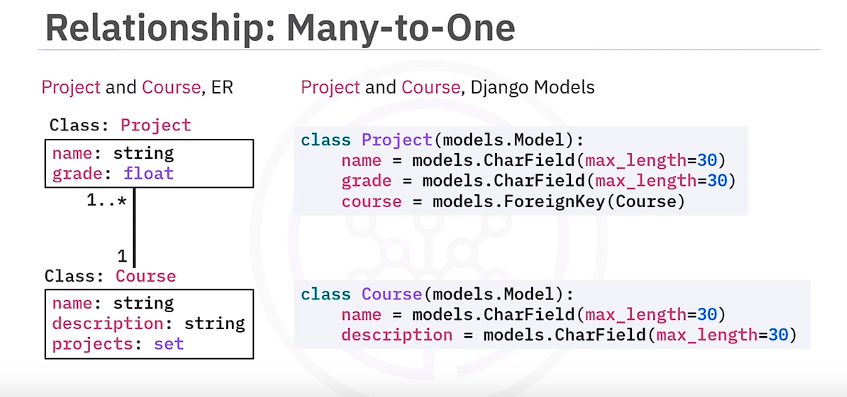 Relationship: Many-to-One
Project and Course, ER
Class: Project
name: string
grade: float
1..*
1
Class: Course
name: string
description: string
projects: set
Project and Course, Django Models
class Project(models.Model):
    name = models.CharField(max_length=30)
    grade = models.CharField(max_length=30)
    course = models.ForeignKey(Course)
class Course(models.Model):
    name = models.CharField(max_length=30)
    description = models.CharField(max_length=30)